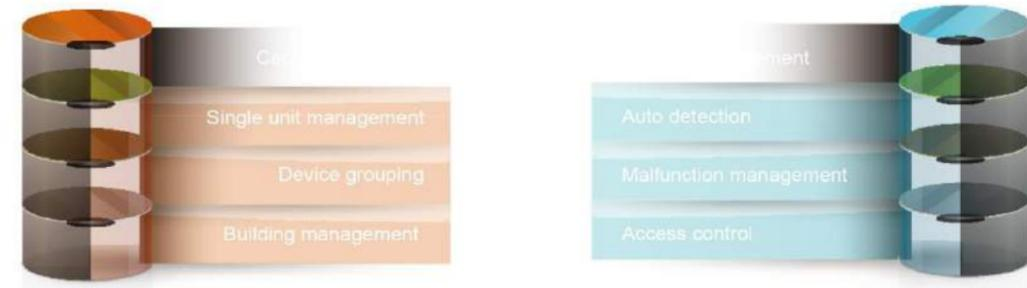 Single unit management
Device grouping
Building management
Auto detection
Malfunction management
Access control